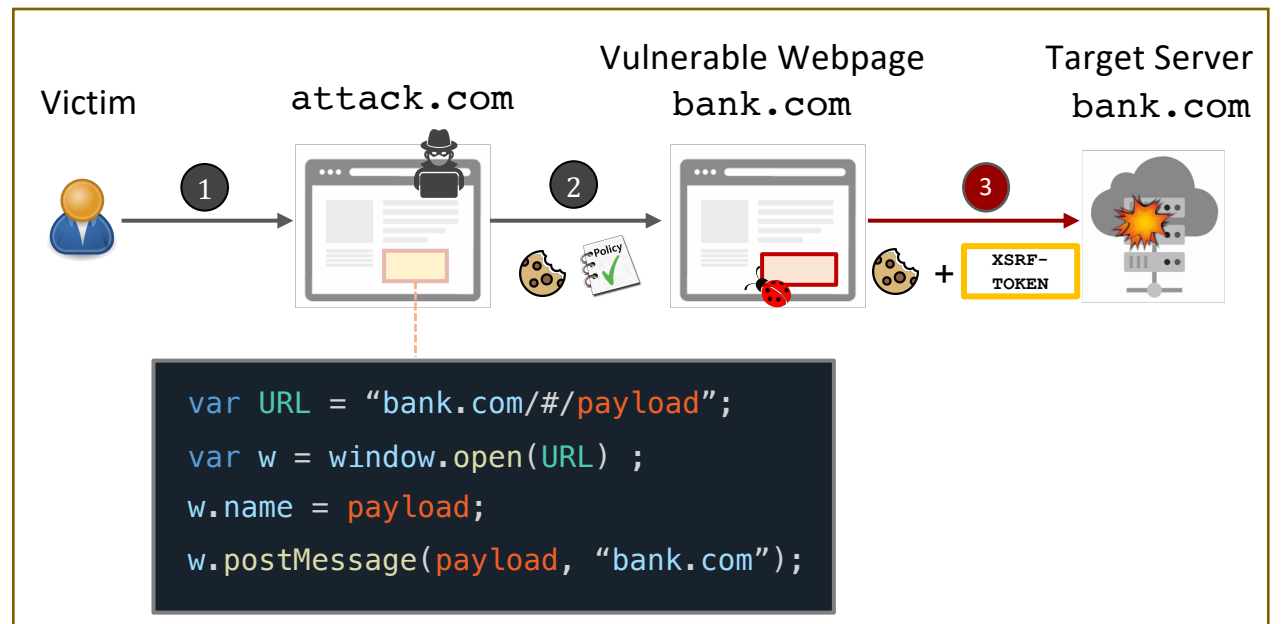 Victim
attack.com
Vulnerable Webpage
bank.com
Target Server
bank.com
1
2
3
Policy
+
XSRF-
TOKEN
var URL = “bank.com/#/payload”;
var w = window.open(URL) ;
w.name = payload;
w.postMessage(payload, “bank.com”);